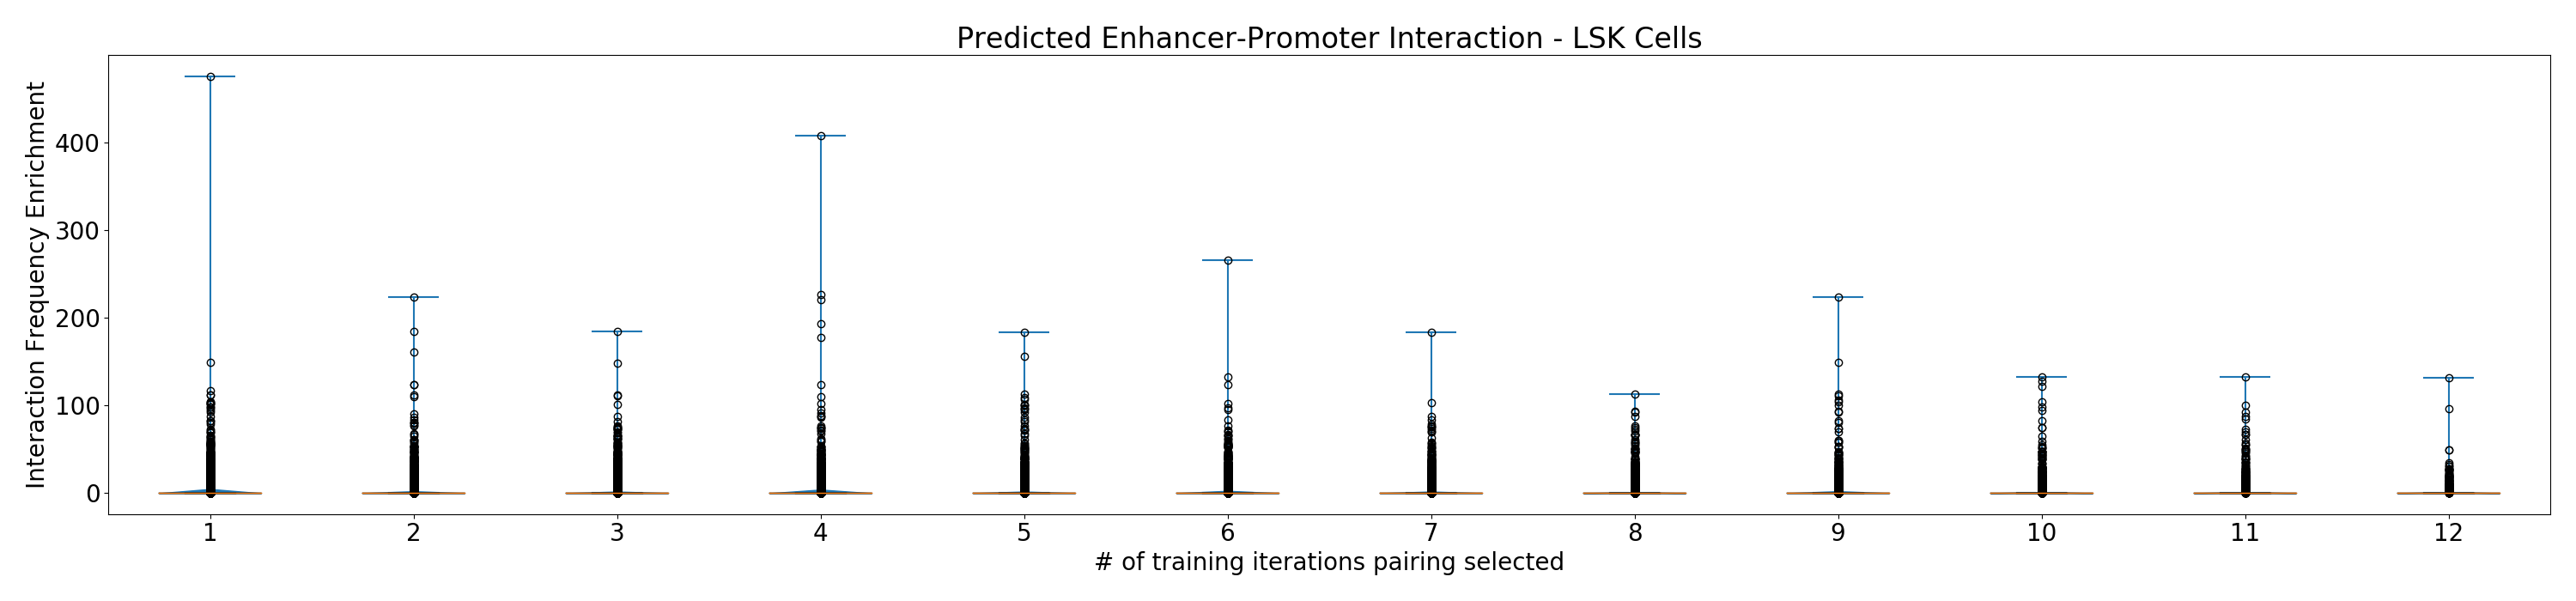 Predicted Enhancer-Promoter Interaction - LSK Cells
Interaction Frequency Enrichment
400
300
200
100
0
1 2 3 4 5 6 7 8 9 10 11 12
# of training iterations pairing selected